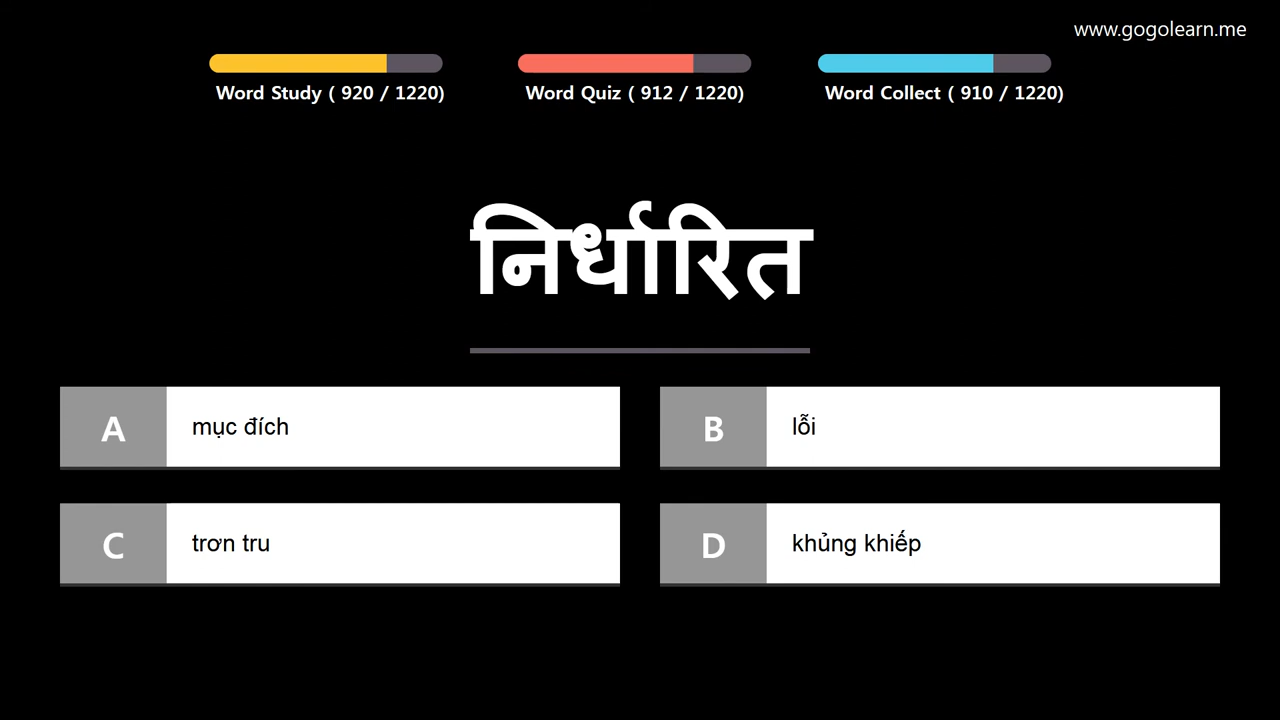 www.gogolearn.me
Word Study ( 920 / 1220)
Word Quiz ( 912 / 1220)
Word Collect ( 910 / 1220)
निर्धारित
A mục đích
B lỗi
C trơn tru
D khủng khiếp